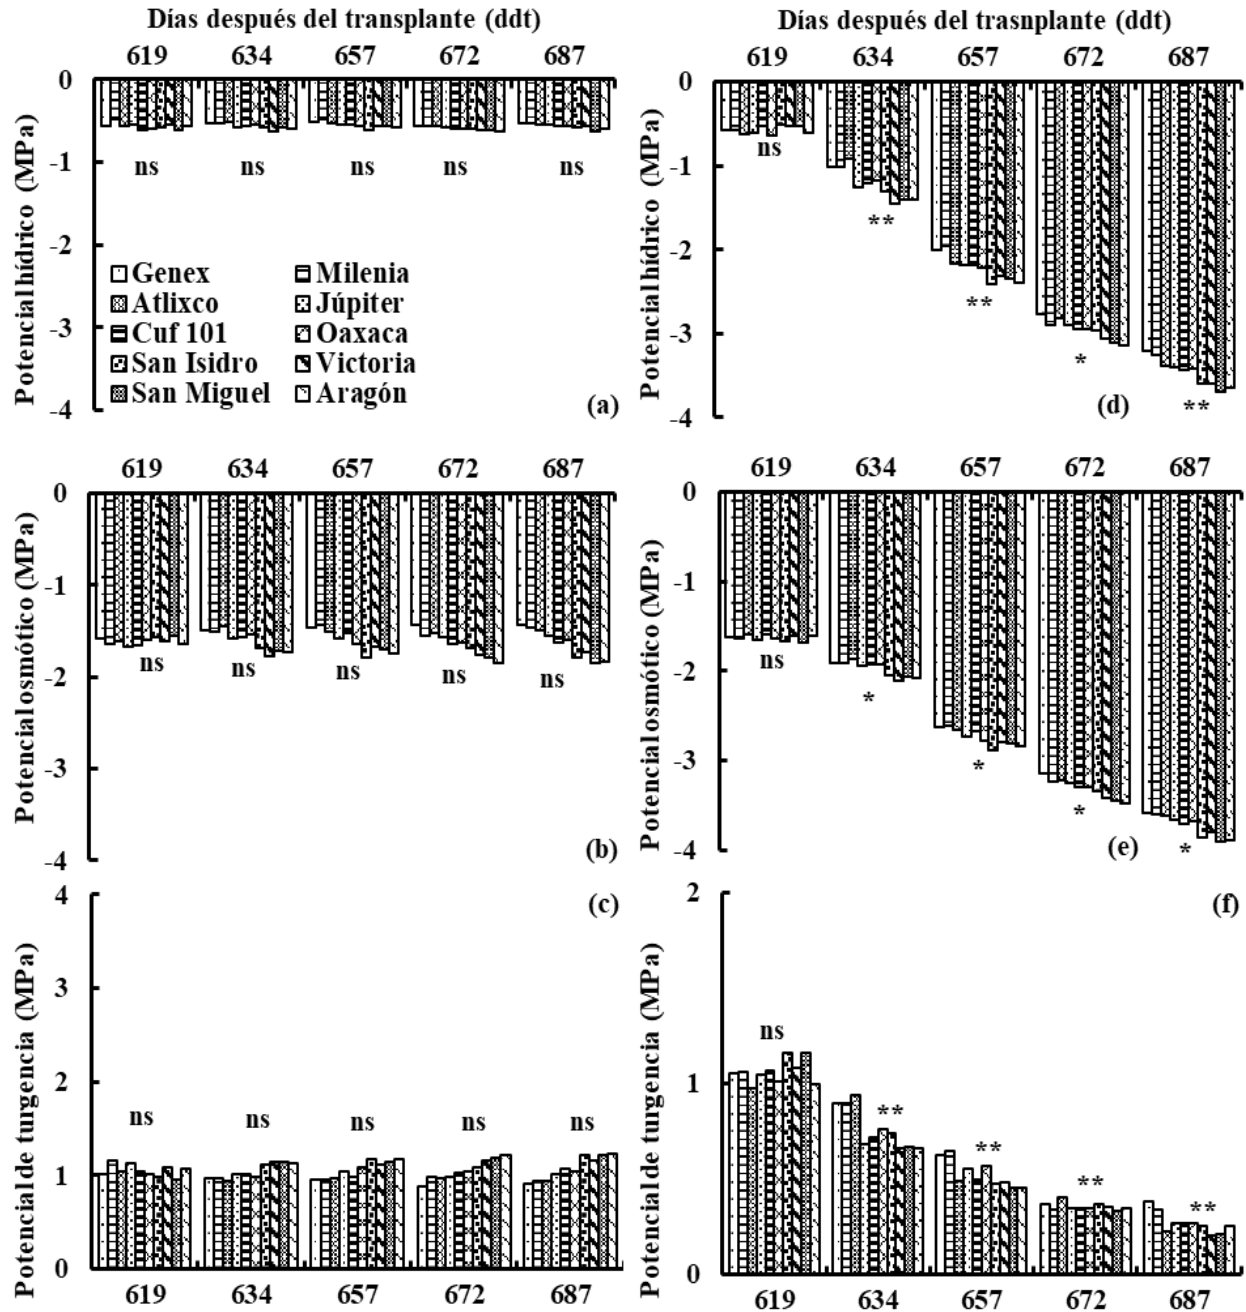 Días después del transplante (ddt)
619 634 657 672 687
0
-1
-2
-3
-4
Potencial hídrico (MPa)
ns ns ns ns ns
Genex Milenia
Atlixco Júpiter
Cuf 101 Oaxaca
San Isidro Victoria
San Miguel Aragón
(a)
Días después del trasnplante (ddt)
619 634 657 672 687
0
-1
-2
-3
-4
Potencial hídrico (MPa)
ns ** ** * **
(d)
619 634 657 672 687
0
-1
-2
-3
-4
Potencial osmótico (MPa)
ns ns ns ns ns
(b)
619 634 657 672 687
0
-1
-2
-3
-4
Potencial osmótico (MPa)
ns * * * *
(e)
4
3
2
1
0
Potencial de turgencia (MPa)
(c)
ns ns ns ns ns
619 634 657 672 687
2
1
0
Potencial de turgencia (MPa)
(f)
ns ** ** ** **
619 634 657 672 687